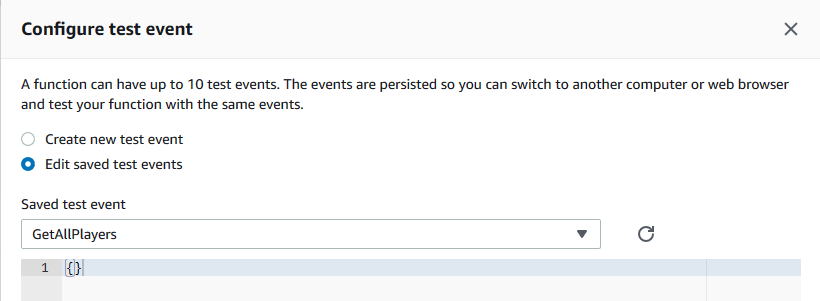 Configure test event
A function can have up to 10 test events. The events are persisted so you can switch to another computer or web browser
and test your function with the same events.
Create new test event
Edit saved test events
Saved test event
GetAllPlayers
1 {}